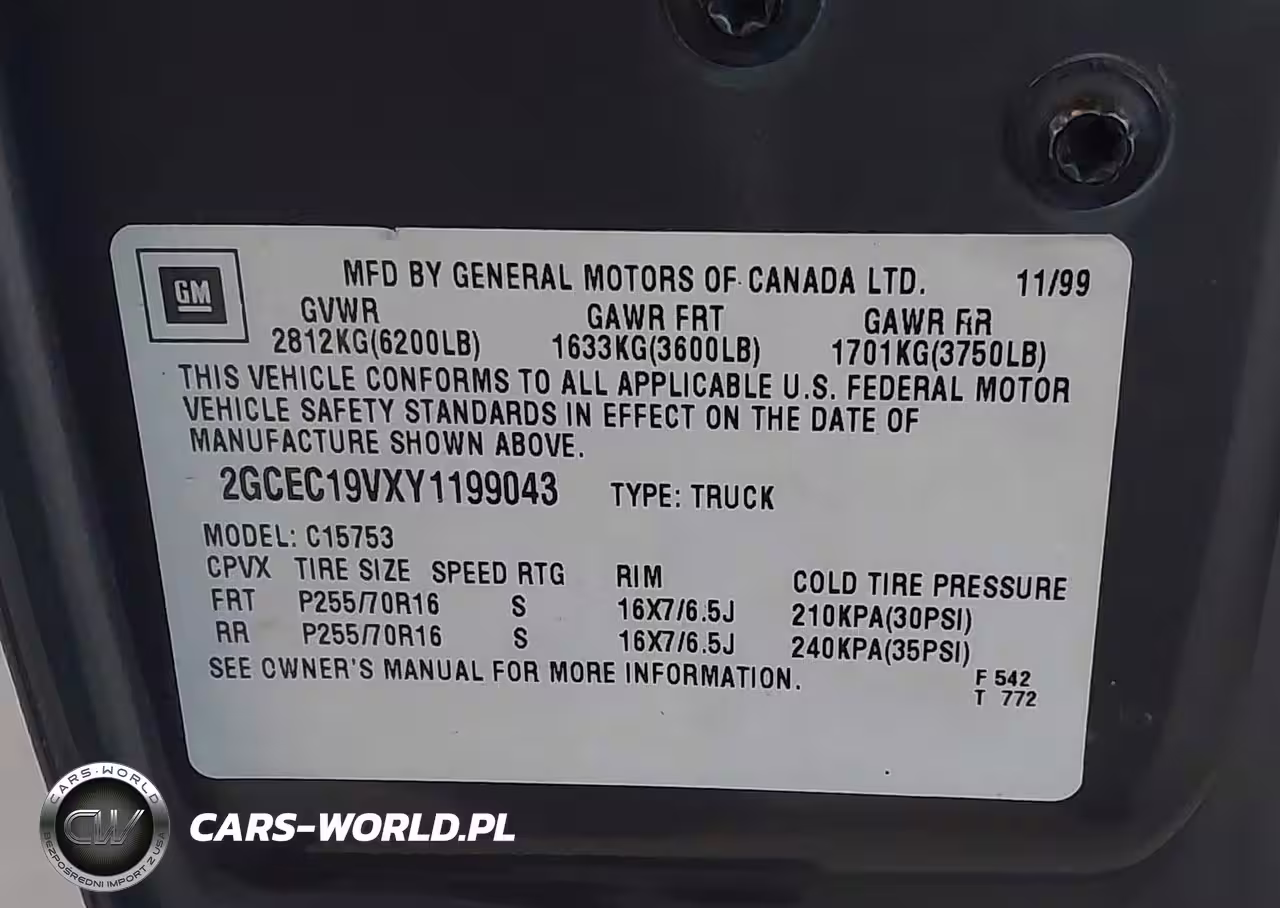 GM
MFD BY GENERAL MOTORS OF CANADA LTD. 11/99
GVWR GAWR FRT GAWR RR
2812KG(6200LB) 1633KG(3600LB) 1701KG(3750LB)
THIS VEHICLE CONFORMS TO ALL APPLICABLE U.S. FEDERAL MOTOR
VEHICLE SAFETY STANDARDS IN EFFECT ON THE DATE OF
MANUFACTURE SHOWN ABOVE.
2GCEC19VXY1199043 TYPE: TRUCK
MODEL: C15753
CPVX TIRE SIZE SPEED RTG RIM COLD TIRE PRESSURE
FRT P255/70R16 S 16X7/6.5J 210KPA(30PSI)
RR P255/70R16 S 16X7/6.5J 240KPA(35PSI)
SEE OWNER'S MANUAL FOR MORE INFORMATION.
F 542
T 772
CARS-WORLD
CW
BEZPOŚREDNI IMPORT Z USA
CARS-WORLD.PL